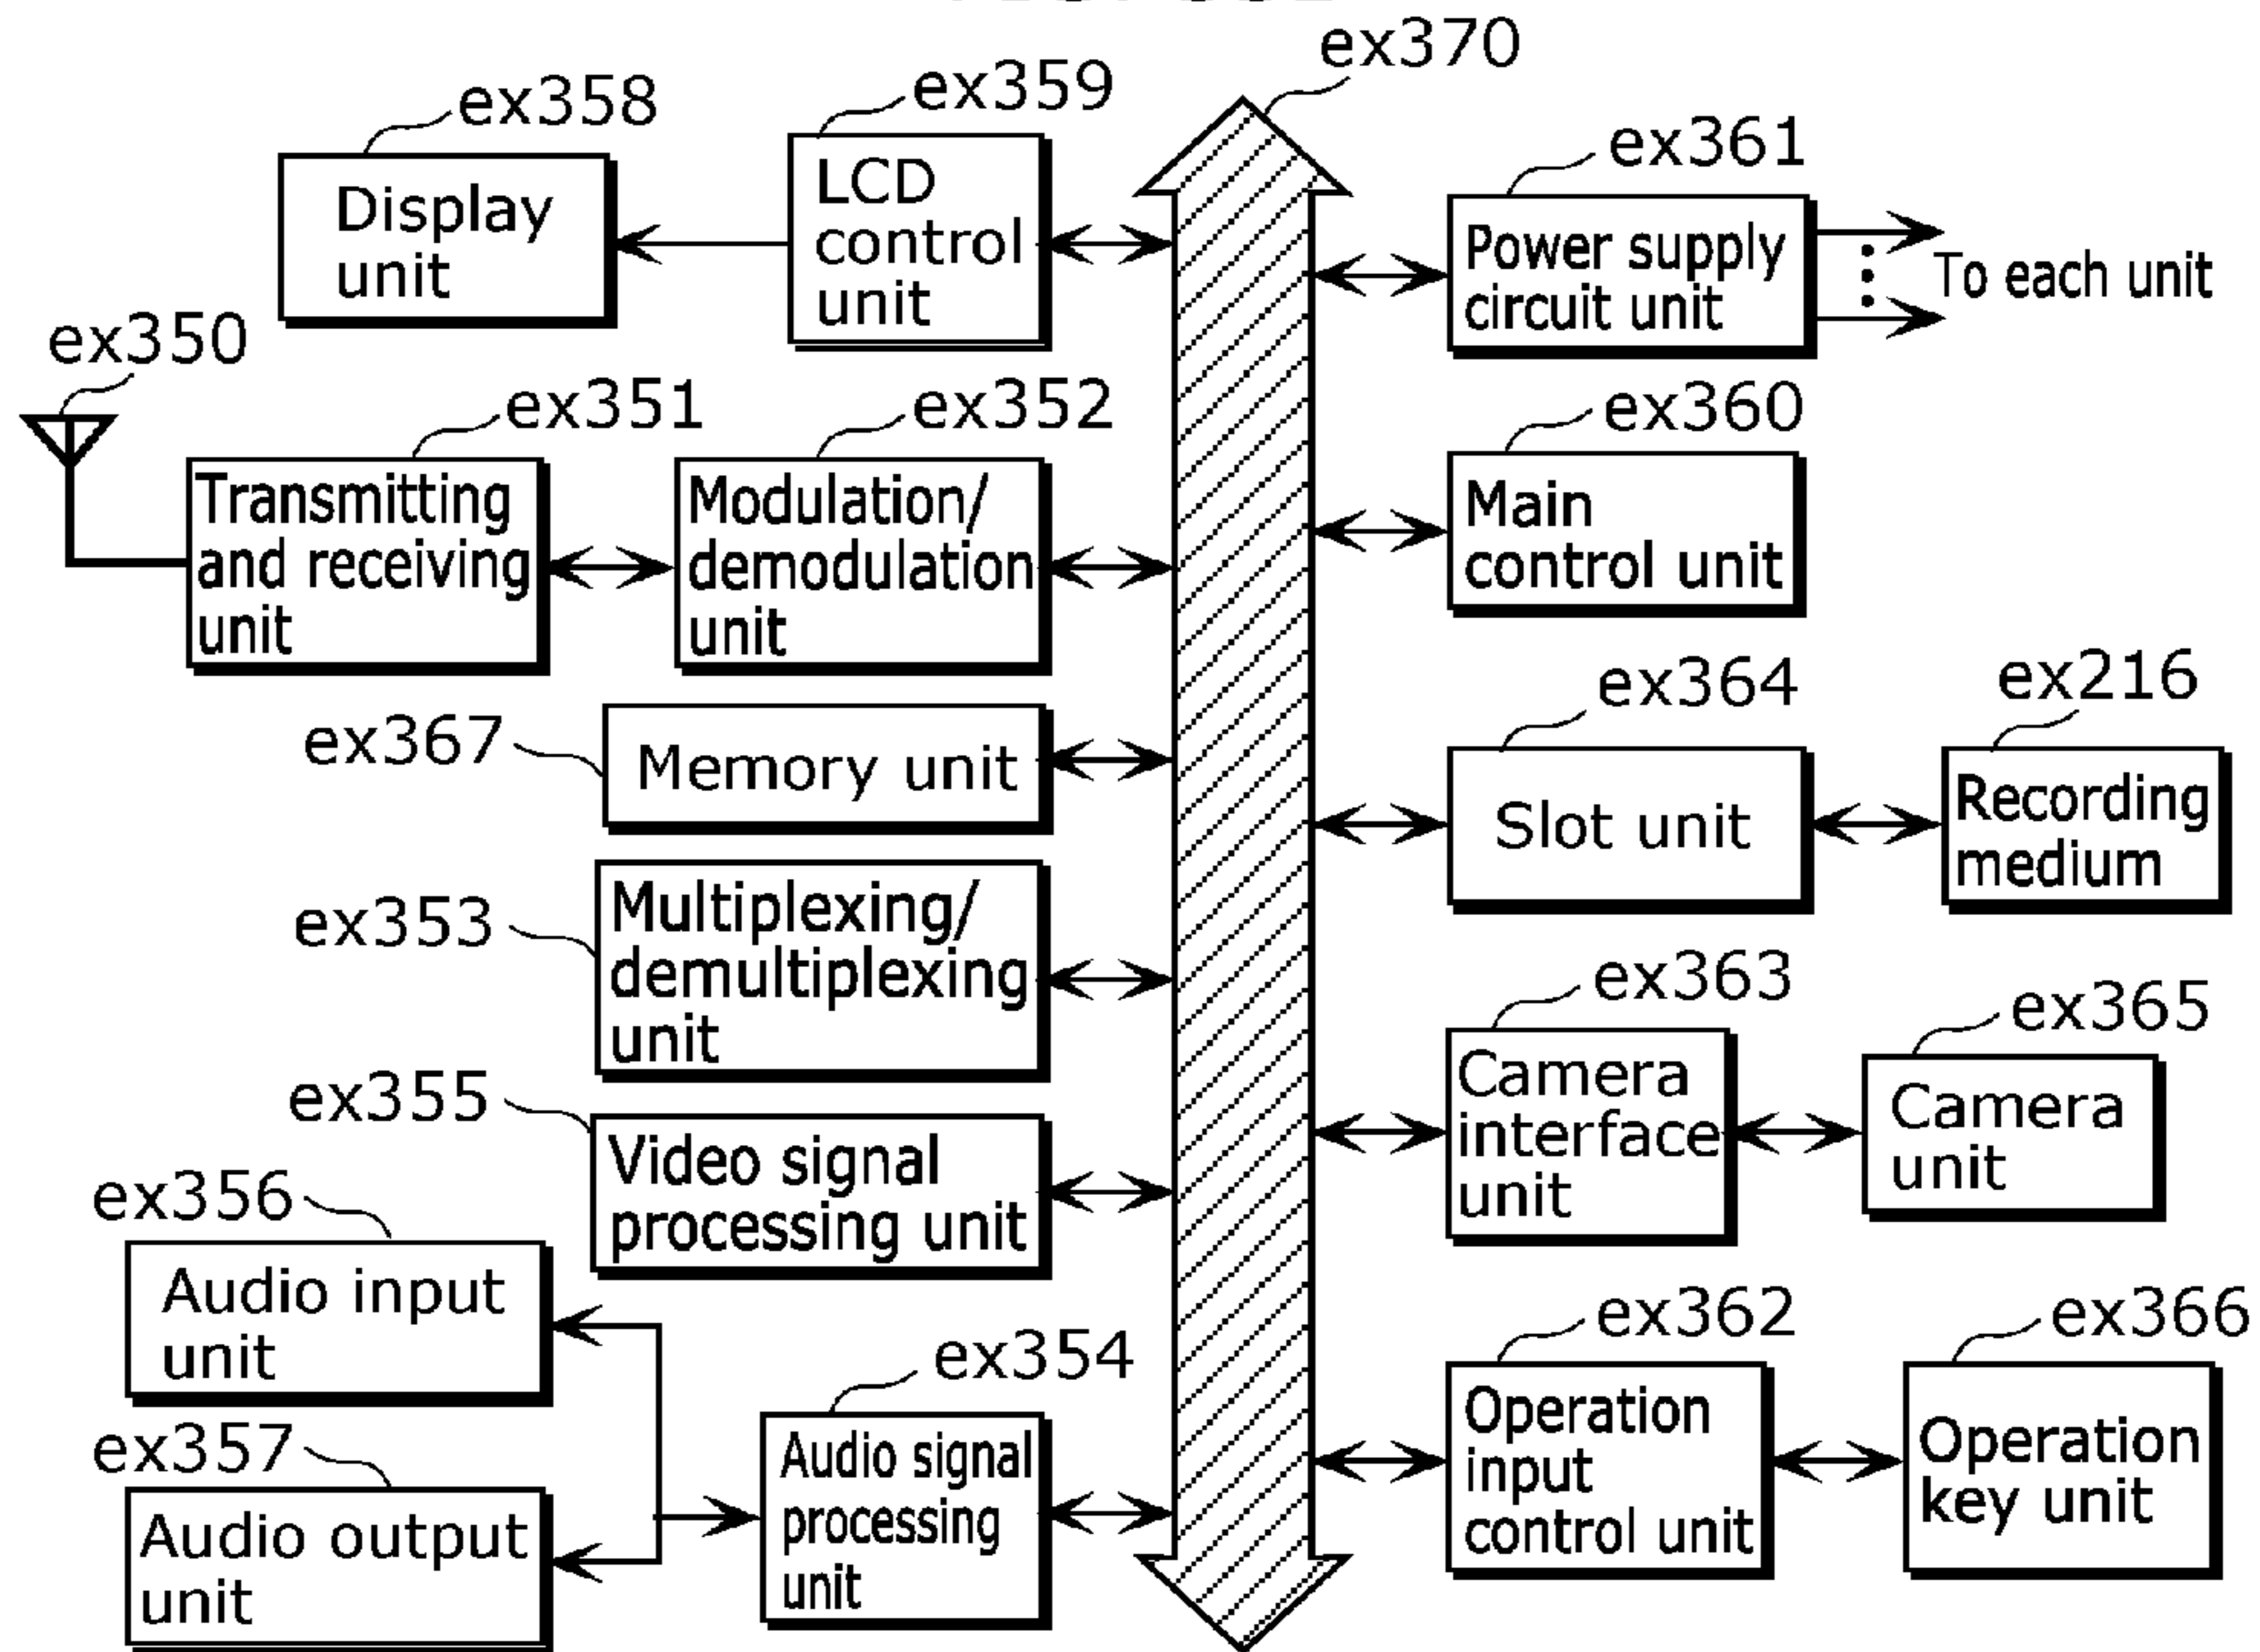 ex370
ex358
ex359
ex361
Display
unit
LCD
control
unit
Power supply
circuit unit
To each unit
ex350
ex351
ex352
ex360
Transmitting
and receiving
unit
Modulation/
demodulation
unit
Main
control unit
ex367
Memory unit
ex364
ex216
Slot unit
Recording
medium
ex353
Multiplexing/
demultiplexing
unit
ex363
ex365
Camera
interface
unit
Camera
unit
ex355
Video signal
processing unit
ex356
Audio input
unit
ex357
Audio output
unit
ex354
Audio signal
processing
unit
ex362
ex366
Operation
input
control unit
Operation
key unit